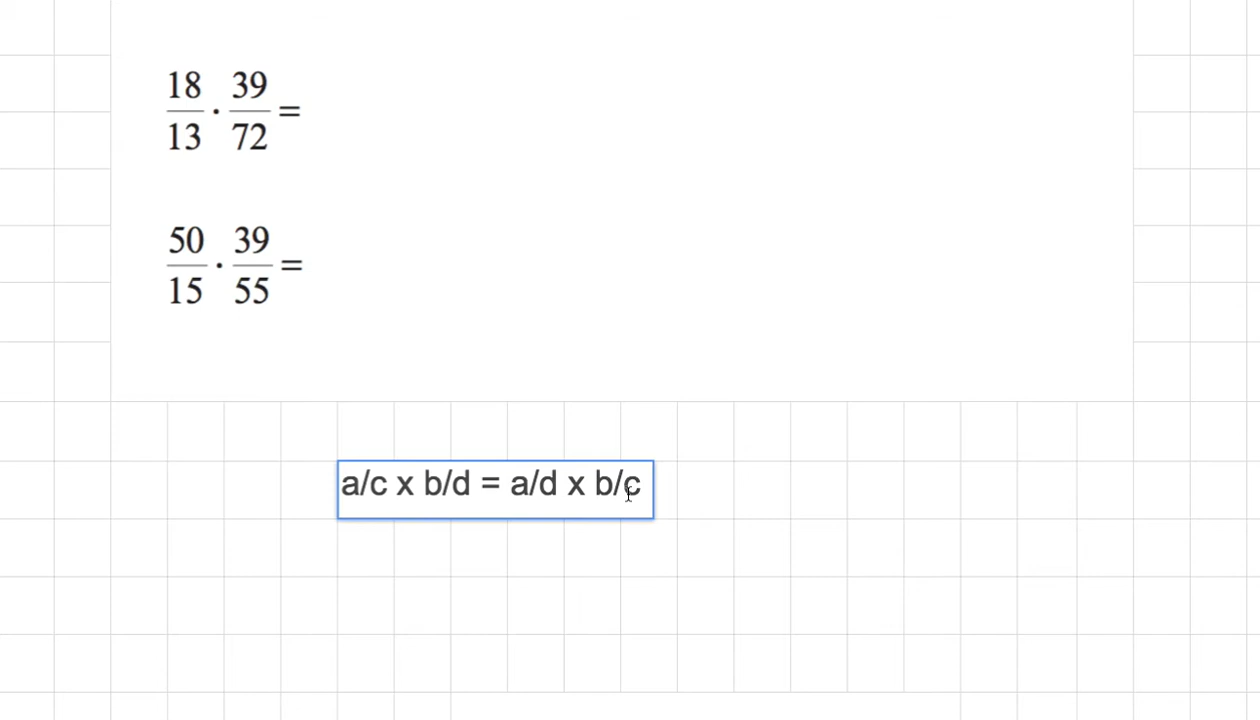 18/13 · 39/72 =
50/15 · 39/55 =
a/c x b/d = a/d x b/c